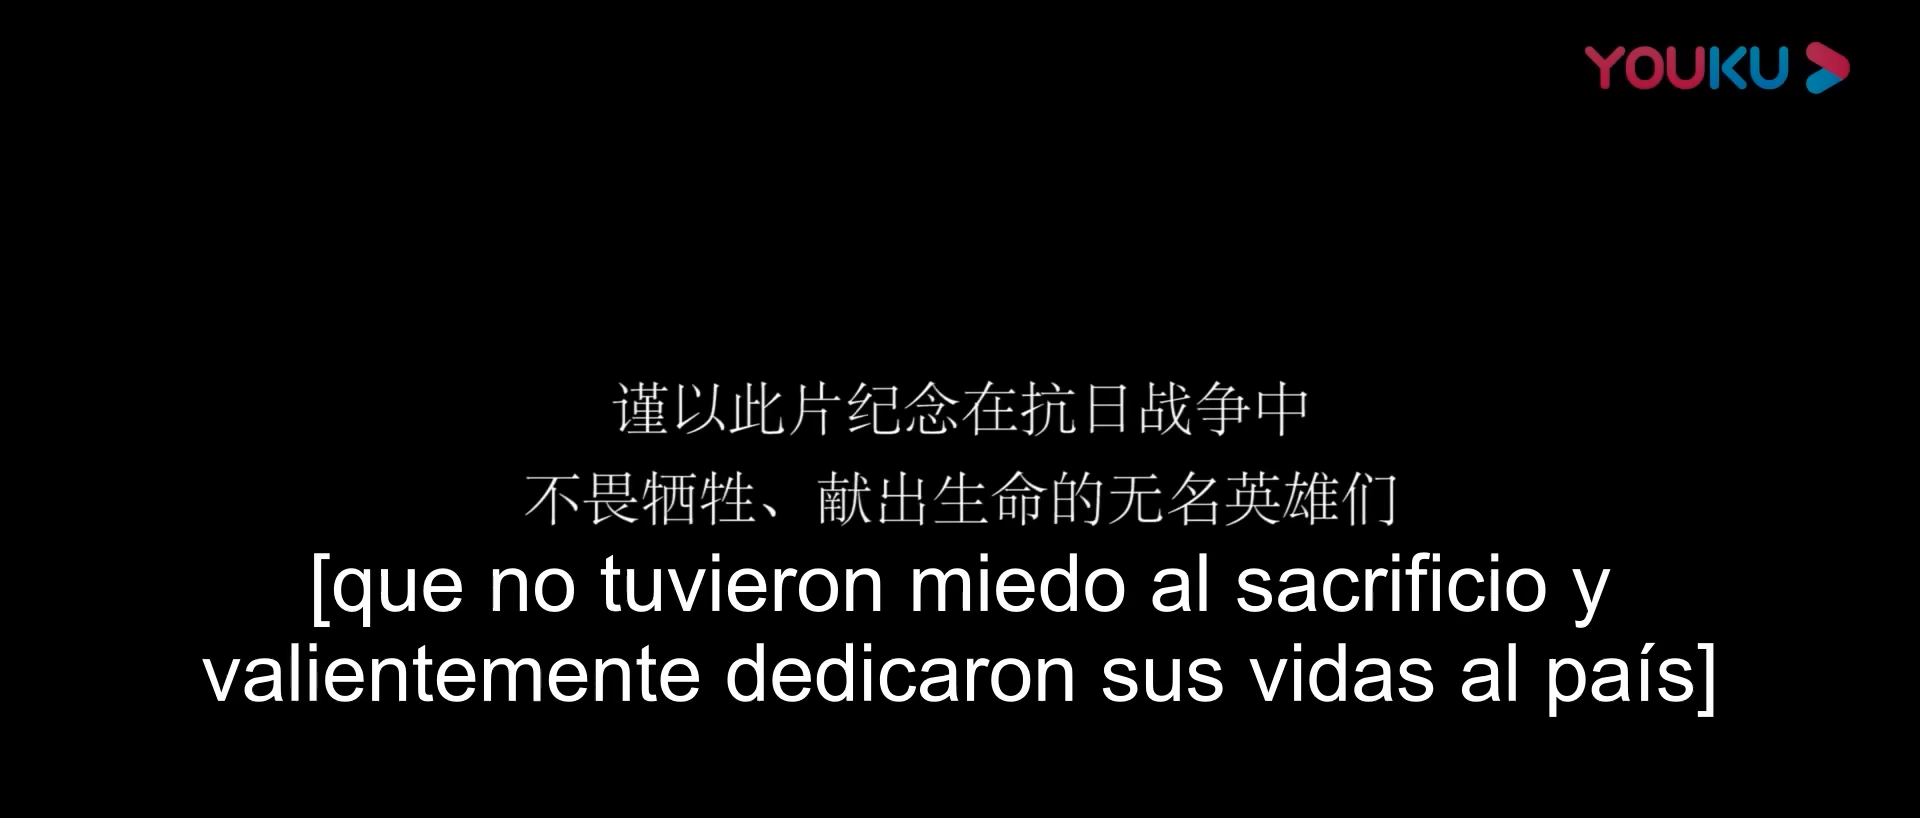 YOUKU
谨以此片纪念在抗日战争中
不畏牺牲、献出生命的无名英雄们
[que no tuvieron miedo al sacrificio y
valientemente dedicaron sus vidas al país]